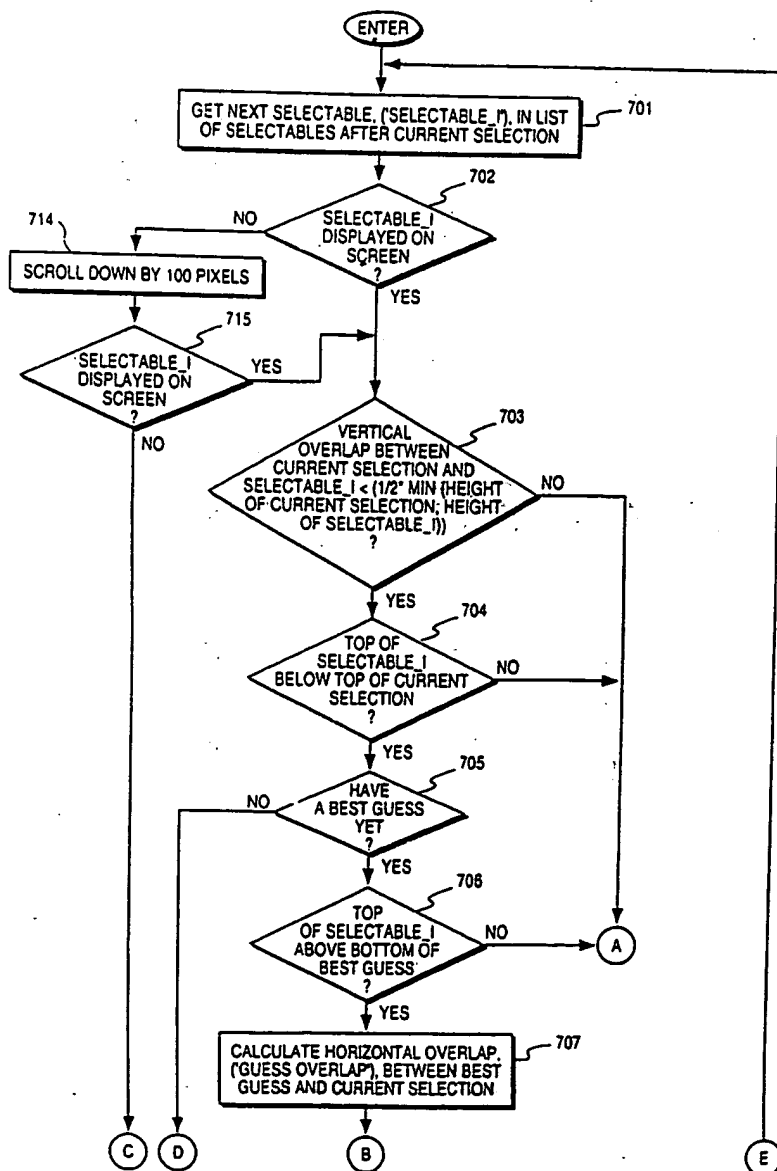 ENTER
GET NEXT SELECTABLE, ('SELECTABLE_I'), IN LIST
OF SELECTABLES AFTER CURRENT SELECTION
701
702
SELECTABLE_I
DISPLAYED ON
SCREEN
?
NO
YES
714
SCROLL DOWN BY 100 PIXELS
715
SELECTABLE_I
DISPLAYED ON
SCREEN
?
YES
NO
703
VERTICAL
OVERLAP BETWEEN
CURRENT SELECTION AND
SELECTABLE_I < (1/2* MIN (HEIGHT
OF CURRENT SELECTION; HEIGHT
OF SELECTABLE_I))
?
NO
YES
704
TOP OF
SELECTABLE_I
BELOW TOP OF CURRENT
SELECTION
?
NO
YES
705
HAVE
A BEST GUESS
YET
?
NO
YES
706
TOP
OF SELECTABLE_I
ABOVE BOTTOM OF
BEST GUESS
?
NO
YES
A
707
CALCULATE HORIZONTAL OVERLAP,
('GUESS OVERLAP'), BETWEEN BEST
GUESS AND CURRENT SELECTION
C
D
B
E